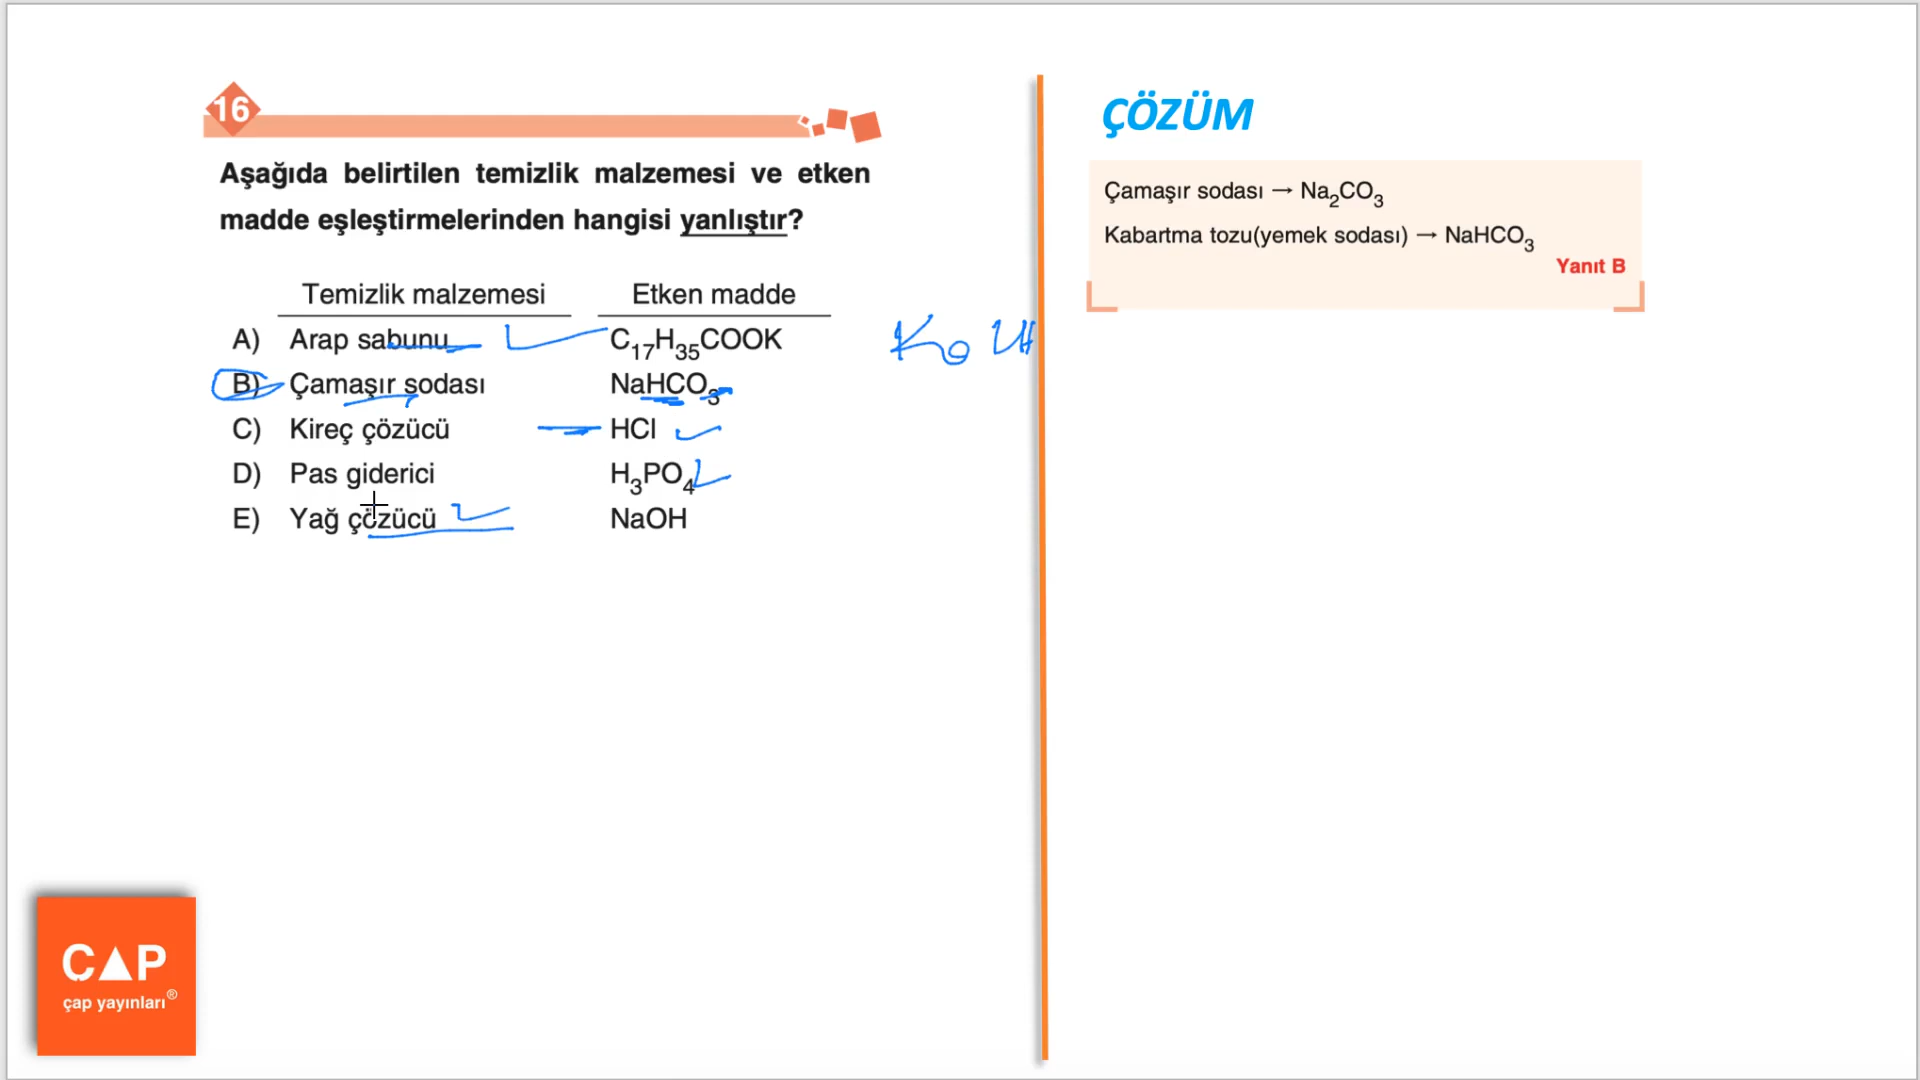 16
Aşağıda belirtilen temizlik malzemesi ve etken
madde eşleştirmelerinden hangisi yanlıştır?
Temizlik malzemesi Etken madde
A) Arap sabunu C₁₇H₃₅COOK
B) Çamaşır sodası NaHCO₃
C) Kireç çözücü HCl
D) Pas giderici H₃PO₄
E) Yağ çözücü NaOH
ÇÖZÜM
Çamaşır sodası → Na₂CO₃
Kabartma tozu(yemek sodası) → NaHCO₃
Yanıt B
ÇAP
çap yayınları®